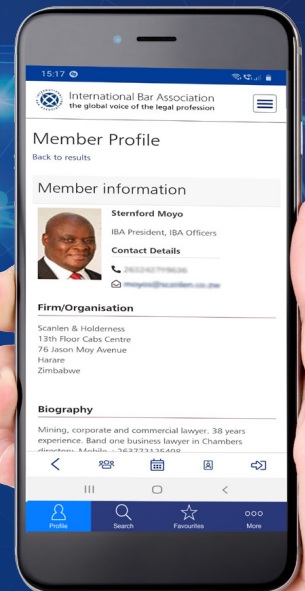 15:17
International Bar Association
the global voice of the legal profession
Member Profile
Back to results
Member information
Sternford Moyo
IBA President, IBA Officers
Contact Details
Firm/Organisation
Scanlen & Holderness
13th Floor Cabs Centre
76 Jason Moy Avenue
Harare
Zimbabwe
Biography
Mining, corporate and commercial lawyer. 38 years
experience. Band one business lawyer in Chambers
directory. Mobile
Profile
Search
Favourites
More